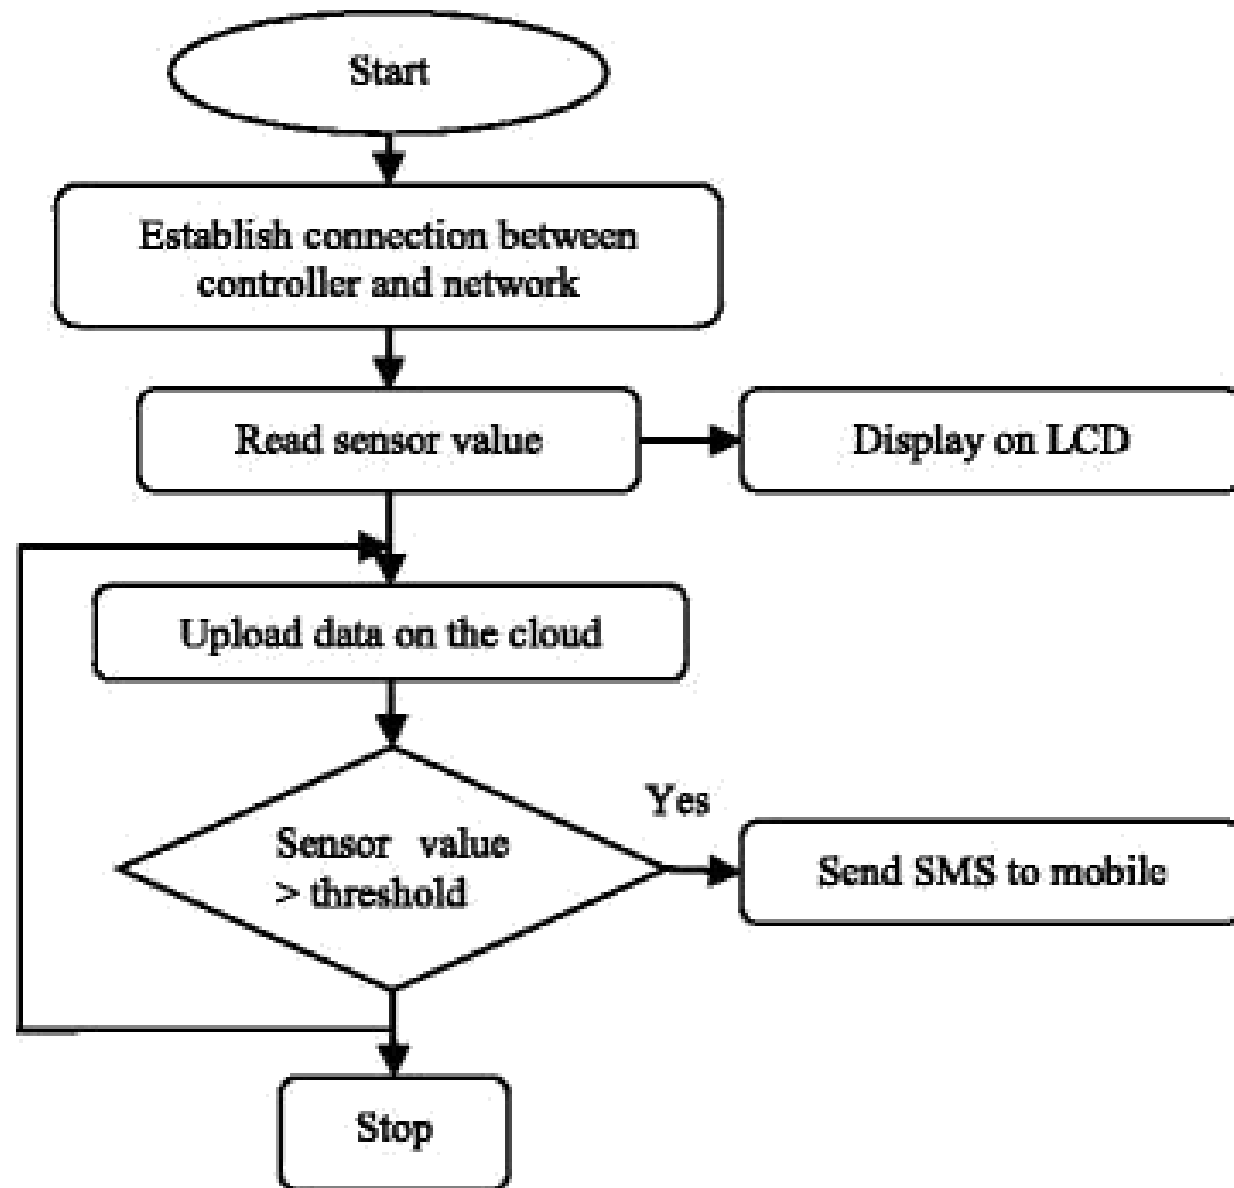 Start
Establish connection between
controller and network
Read sensor value
Display on LCD
Upload data on the cloud
Yes
Sensor value
> threshold
Send SMS to mobile
Stop